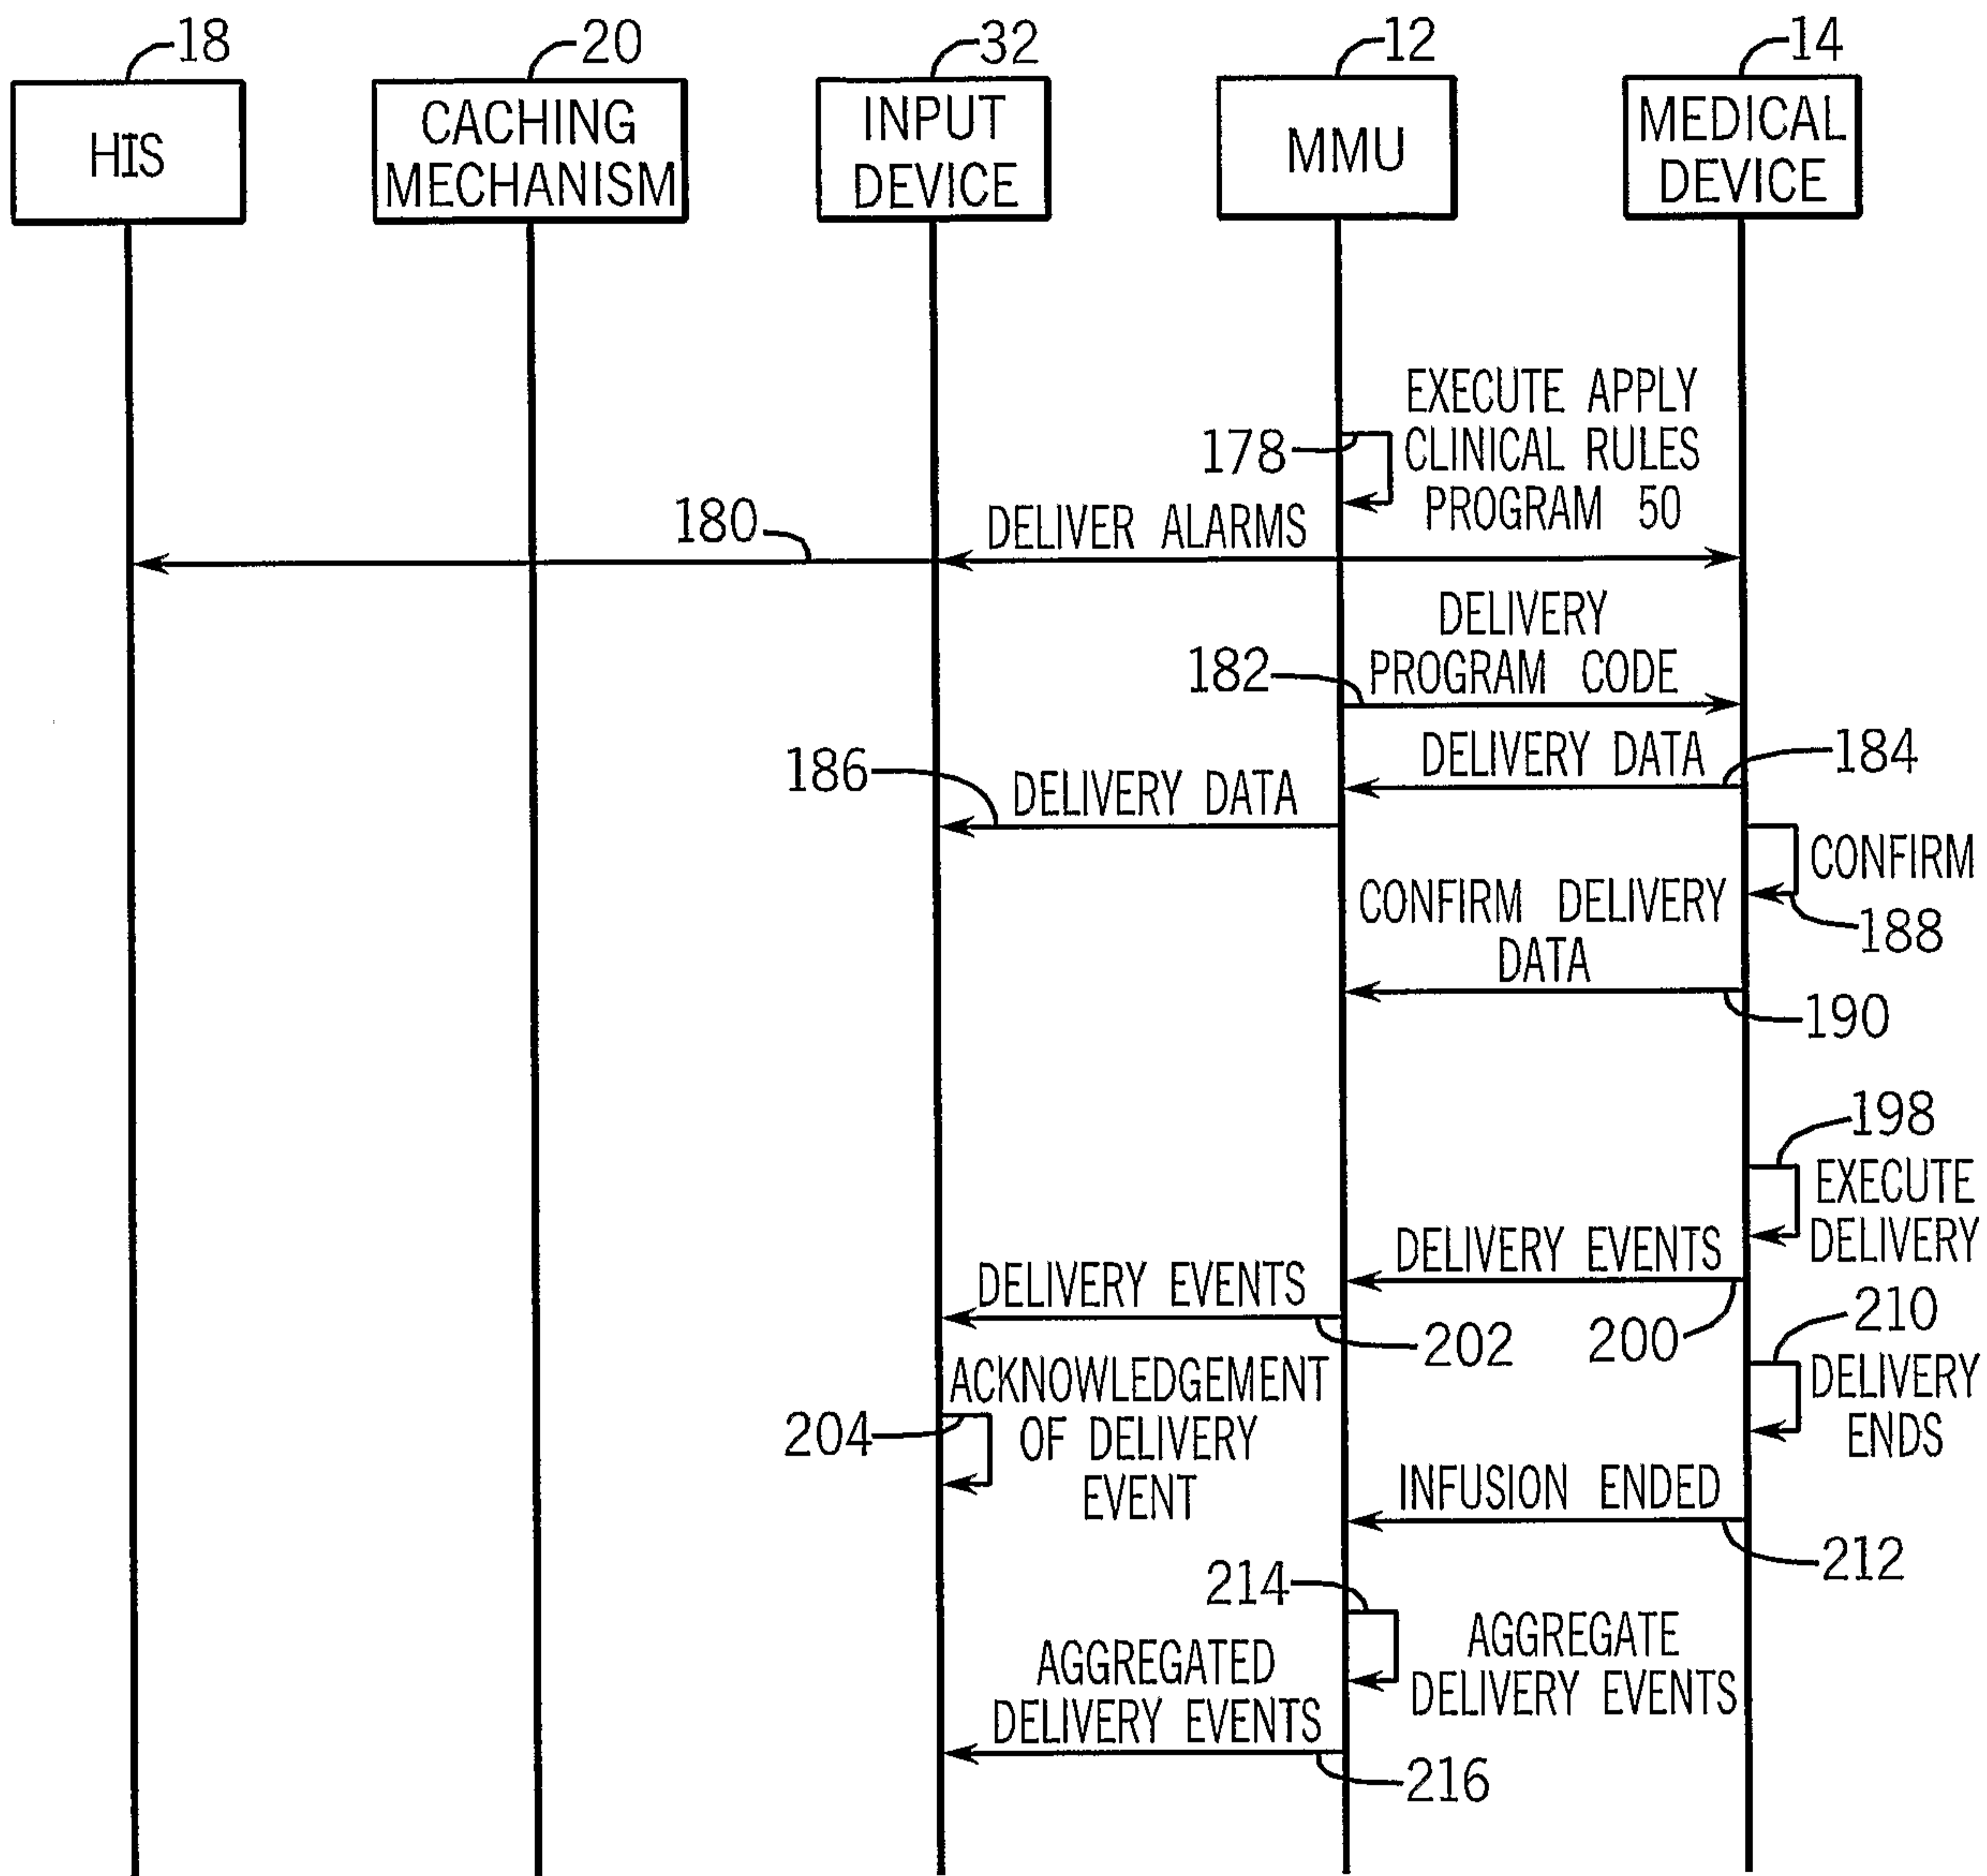 18
20
32
12
14
HIS
CACHING
MECHANISM
INPUT
DEVICE
MMU
MEDICAL
DEVICE
178
EXECUTE APPLY
CLINICAL RULES
PROGRAM 50
180
DELIVER ALARMS
182
DELIVERY
PROGRAM CODE
DELIVERY DATA
184
186
DELIVERY DATA
CONFIRM
188
CONFIRM DELIVERY
DATA
190
198
EXECUTE
DELIVERY
DELIVERY EVENTS
200
DELIVERY EVENTS
202
210
DELIVERY
ENDS
204
ACKNOWLEDGEMENT
OF DELIVERY
EVENT
INFUSION ENDED
212
214
AGGREGATE
DELIVERY EVENTS
AGGREGATED
DELIVERY EVENTS
216